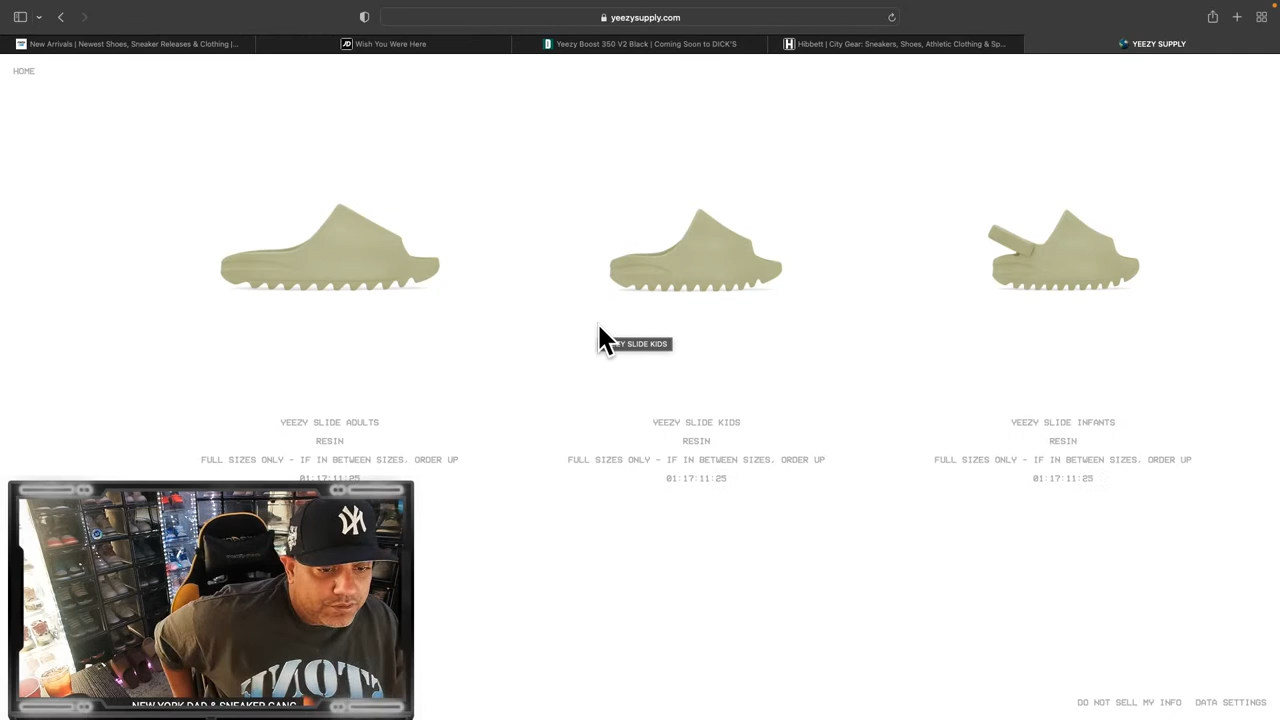 yeezysupply.com
New Arrivals | Newest Shoes, Sneaker Releases & Clothing |...
JD Wish You Were Here
Yeezy Boost 350 V2 Black | Coming Soon to DICK'S
H Hibbett | City Gear: Sneakers, Shoes, Athletic Clothing & Sp...
YEEZY SUPPLY
HOME
SLIDE KIDS
YEEZY SLIDE ADULTS
RESIN
FULL SIZES ONLY - IF IN BETWEEN SIZES, ORDER UP
01:17:11:25
YEEZY SLIDE KIDS
RESIN
FULL SIZES ONLY - IF IN BETWEEN SIZES, ORDER UP
01:17:11:25
YEEZY SLIDE INFANTS
RESIN
FULL SIZES ONLY - IF IN BETWEEN SIZES, ORDER UP
01:17:11:25
NY
NEW YORK DAD & SNEAKER GANG
DO NOT SELL MY INFO DATA SETTINGS